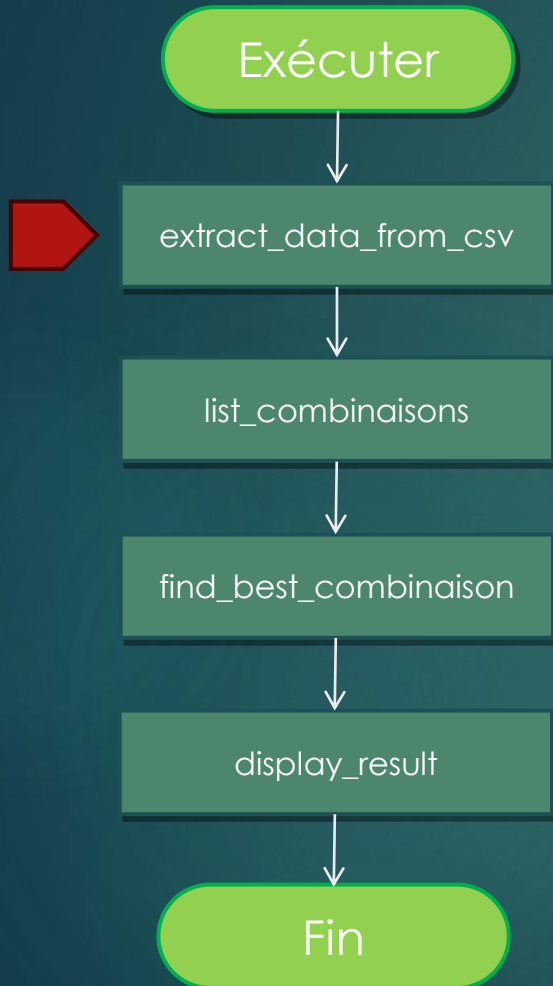 Exécuter
extract_data_from_csv
list_combinaisons
find_best_combinaison
display_result
Fin